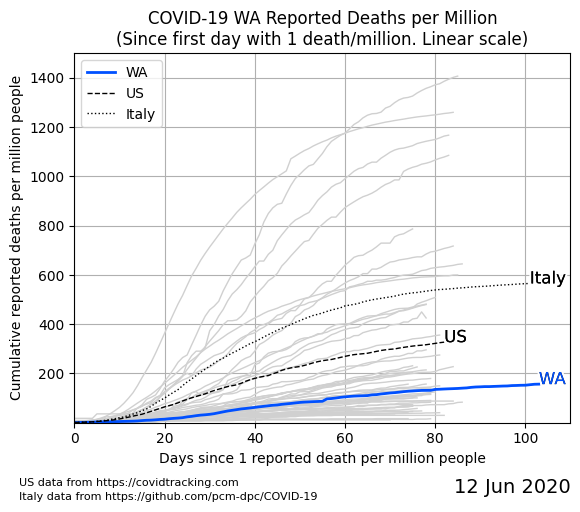 COVID-19 WA Reported Deaths per Million
(Since first day with 1 death/million. Linear scale)
Cumulative reported deaths per million people
1400
1200
1000
800
600
400
200
WA
US
Italy
Italy
US
WA
0
20
40
60
80
100
Days since 1 reported death per million people
US data from https://covidtracking.com
Italy data from https://github.com/pcm-dpc/COVID-19
12 Jun 2020